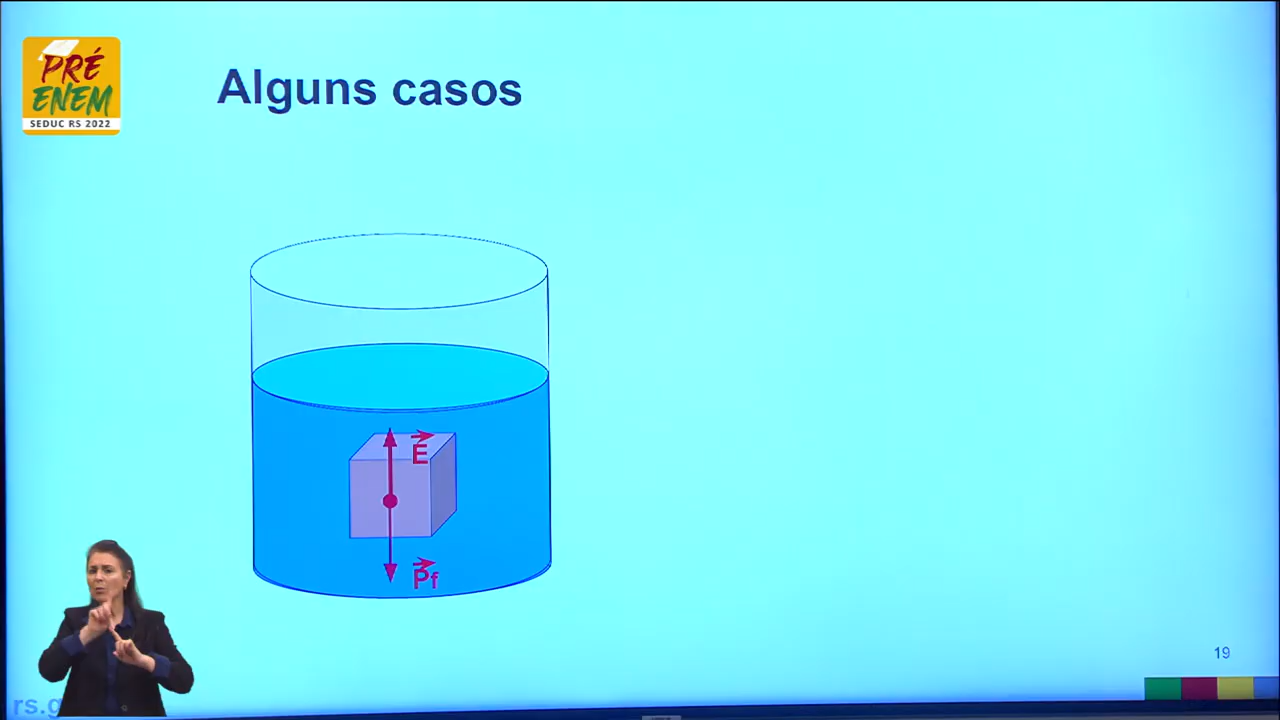 PRÉ
ENEM
SEDUC RS 2022
Alguns casos
E
Pf
19
rs.g